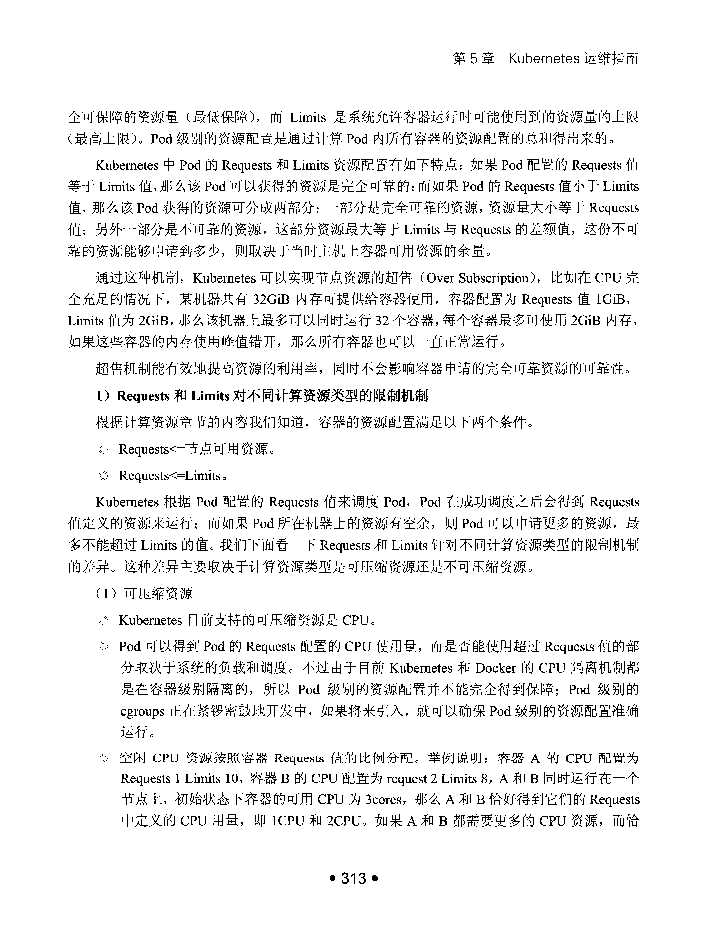 第 5 章 Kubernetes 运维指南
全可保障的资源量（最低保障），而 Limits 是系统允许容器运行时可能使用到的资源量的上限
（最高上限）。Pod 级别的资源配置是通过计算 Pod 内所有容器的资源配置的总和得出来的。
Kubernetes 中 Pod 的 Requests 和 Limits 资源配置有如下特点：如果 Pod 配置的 Requests 值
等于 Limits 值，那么该 Pod 可以获得的资源是完全可靠的；而如果 Pod 的 Requests 值小于 Limits
值，那么该 Pod 获得的资源可分成两部分：一部分是完全可靠的资源，资源量大小等于 Requests
值；另外一部分是不可靠的资源，这部分资源最大等于 Limits 与 Requests 的差额值，这份不可
靠的资源能够申请到多少，则取决于当时主机上容器可用资源的余量。
通过这种机制，Kubernetes 可以实现节点资源的超售（Over Subscription），比如在 CPU 完
全充足的情况下，某机器共有 32GiB 内存可提供给容器使用，容器配置为 Requests 值 1GiB，
Limits 值为 2GiB，那么该机器上最多可以同时运行 32 个容器，每个容器最多可使用 2GiB 内存，
如果这些容器的内存使用峰值错开，那么所有容器也可以一直正常运行。
超售机制能有效地提高资源的利用率，同时不会影响容器申请的完全可靠资源的可靠性。
1）Requests 和 Limits 对不同计算资源类型的限制机制
根据计算资源章节的内容我们知道，容器的资源配置满足以下两个条件。
Requests<=节点可用资源。
Requests<=Limits。
Kubernetes 根据 Pod 配置的 Requests 值来调度 Pod，Pod 在成功调度之后会得到 Requests
值定义的资源来运行；而如果 Pod 所在机器上的资源有空余，则 Pod 可以申请更多的资源，最
多不能超过 Limits 的值。我们下面看一下 Requests 和 Limits 针对不同计算资源类型的限制机制
的差异。这种差异主要取决于计算资源类型是可压缩资源还是不可压缩资源。
（1）可压缩资源
Kubernetes 目前支持的可压缩资源是 CPU。
Pod 可以得到 Pod 的 Requests 配置的 CPU 使用量，而是否能使用超过 Requests 值的部
分取决于系统的负载和调度。不过由于目前 Kubernetes 和 Docker 的 CPU 隔离机制都
是在容器级别隔离的，所以 Pod 级别的资源配置并不能完全得到保障；Pod 级别的
cgroups 正在紧锣密鼓地开发中，如果将来引入，就可以确保 Pod 级别的资源配置准确
运行。
空闲 CPU 资源按照容器 Requests 值的比例分配。举例说明：容器 A 的 CPU 配置为
Requests 1 Limits 10，容器 B 的 CPU 配置为 request 2 Limits 8，A 和 B 同时运行在一个
节点上，初始状态下容器的可用 CPU 为 3cores，那么 A 和 B 恰好得到它们的 Requests
中定义的 CPU 用量，即 1CPU 和 2CPU。如果 A 和 B 都需要更多的 CPU 资源，而恰
• 313 •